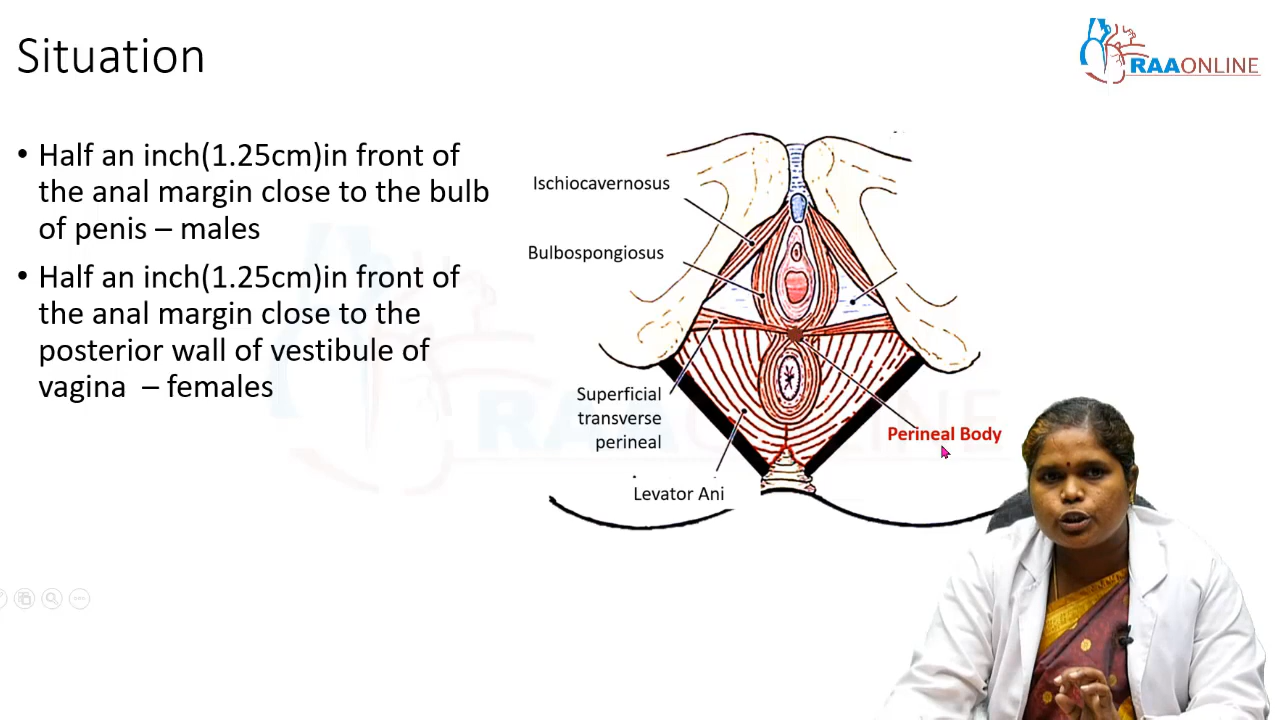 Situation
RAAONLINE
• Half an inch(1.25cm)in front of
the anal margin close to the bulb
of penis – males
• Half an inch(1.25cm)in front of
the anal margin close to the
posterior wall of vestibule of
vagina – females
Ischiocavernosus
Bulbospongiosus
Superficial
transverse
perineal
Levator Ani
Perineal Body
RAAONLINE